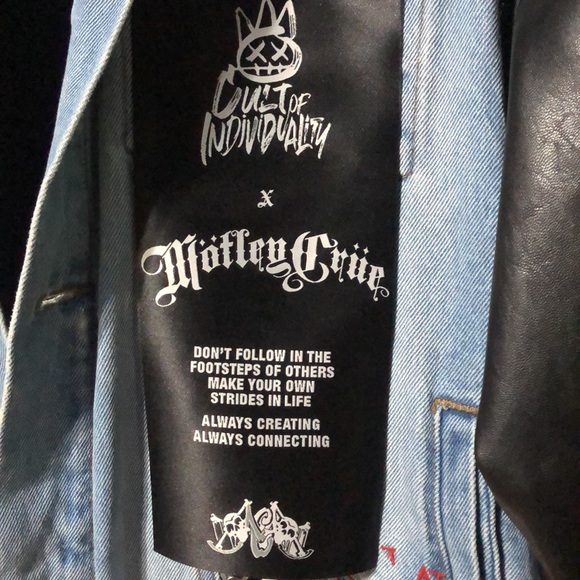 CULT OF
INDIVIDUALITY
X
Mötley Crüe
DON'T FOLLOW IN THE
FOOTSTEPS OF OTHERS
MAKE YOUR OWN
STRIDES IN LIFE
ALWAYS CREATING
ALWAYS CONNECTING